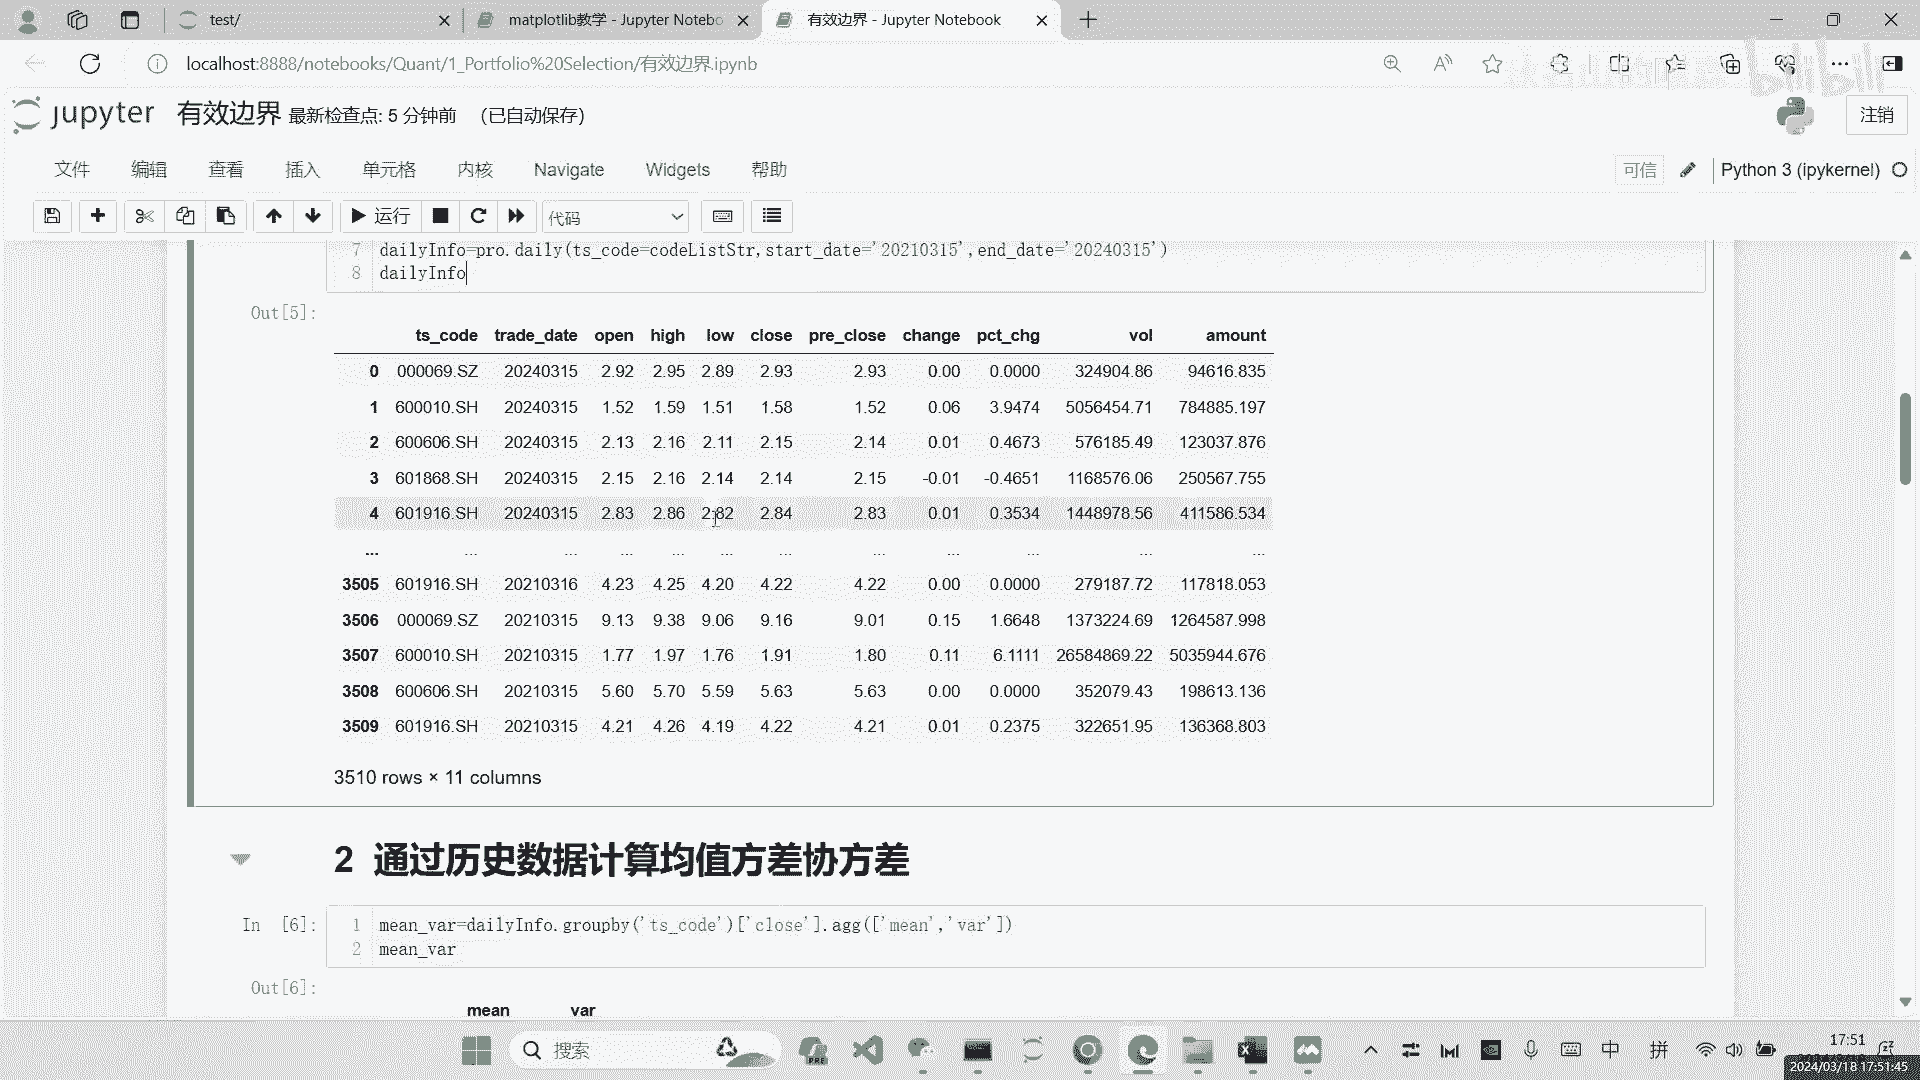 test/
matplotlib教学 - Jupyter Notebo
有效边界 - Jupyter Notebook
localhost:8888/notebooks/Quant/1_Portfolio%20Selection/有效边界.ipynb
bilibili
jupyter 有效边界 最新检查点: 5 分钟前 (已自动保存)
注销
文件 编辑 查看 插入 单元格 内核 Navigate Widgets 帮助
可信 Python 3 (ipykernel)
运行 代码
7 dailyInfo=pro.daily(ts_code=codeListStr,start_date='20210315',end_date='20240315')
8 dailyInfo
Out[5]:
ts_code trade_date open high low close pre_close change pct_chg vol amount
0 000069.SZ 20240315 2.92 2.95 2.89 2.93 2.93 0.00 0.0000 324904.86 94616.835
1 600010.SH 20240315 1.52 1.59 1.51 1.58 1.52 0.06 3.9474 5056454.71 784885.197
2 600606.SH 20240315 2.13 2.16 2.11 2.15 2.14 0.01 0.4673 576185.49 123037.876
3 601868.SH 20240315 2.15 2.16 2.14 2.14 2.15 -0.01 -0.4651 1168576.06 250567.755
4 601916.SH 20240315 2.83 2.86 2.82 2.84 2.83 0.01 0.3534 1448978.56 411586.534
... ... ... ... ... ... ... ... ... ... ... ...
3505 601916.SH 20210316 4.23 4.25 4.20 4.22 4.22 0.00 0.0000 279187.72 117818.053
3506 000069.SZ 20210315 9.13 9.38 9.06 9.16 9.01 0.15 1.6648 1373224.69 1264587.998
3507 600010.SH 20210315 1.77 1.97 1.76 1.91 1.80 0.11 6.1111 26584869.22 5035944.676
3508 600606.SH 20210315 5.60 5.70 5.59 5.63 5.63 0.00 0.0000 352079.43 198613.136
3509 601916.SH 20210315 4.21 4.26 4.19 4.22 4.21 0.01 0.2375 322651.95 136368.803
3510 rows × 11 columns
2 通过历史数据计算均值方差协方差
In [6]:
1 mean_var=dailyInfo.groupby('ts_code')['close'].agg(['mean','var'])
2 mean_var
Out[6]:
mean var
搜索
PRE
中 拼
17:51
2024/03/18 17:51:45